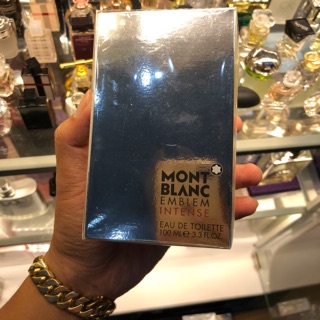 MONT
BLANC
EMBLEM
INTENSE
EAU DE TOILETTE
100 ML e 3.3 FL.OZ